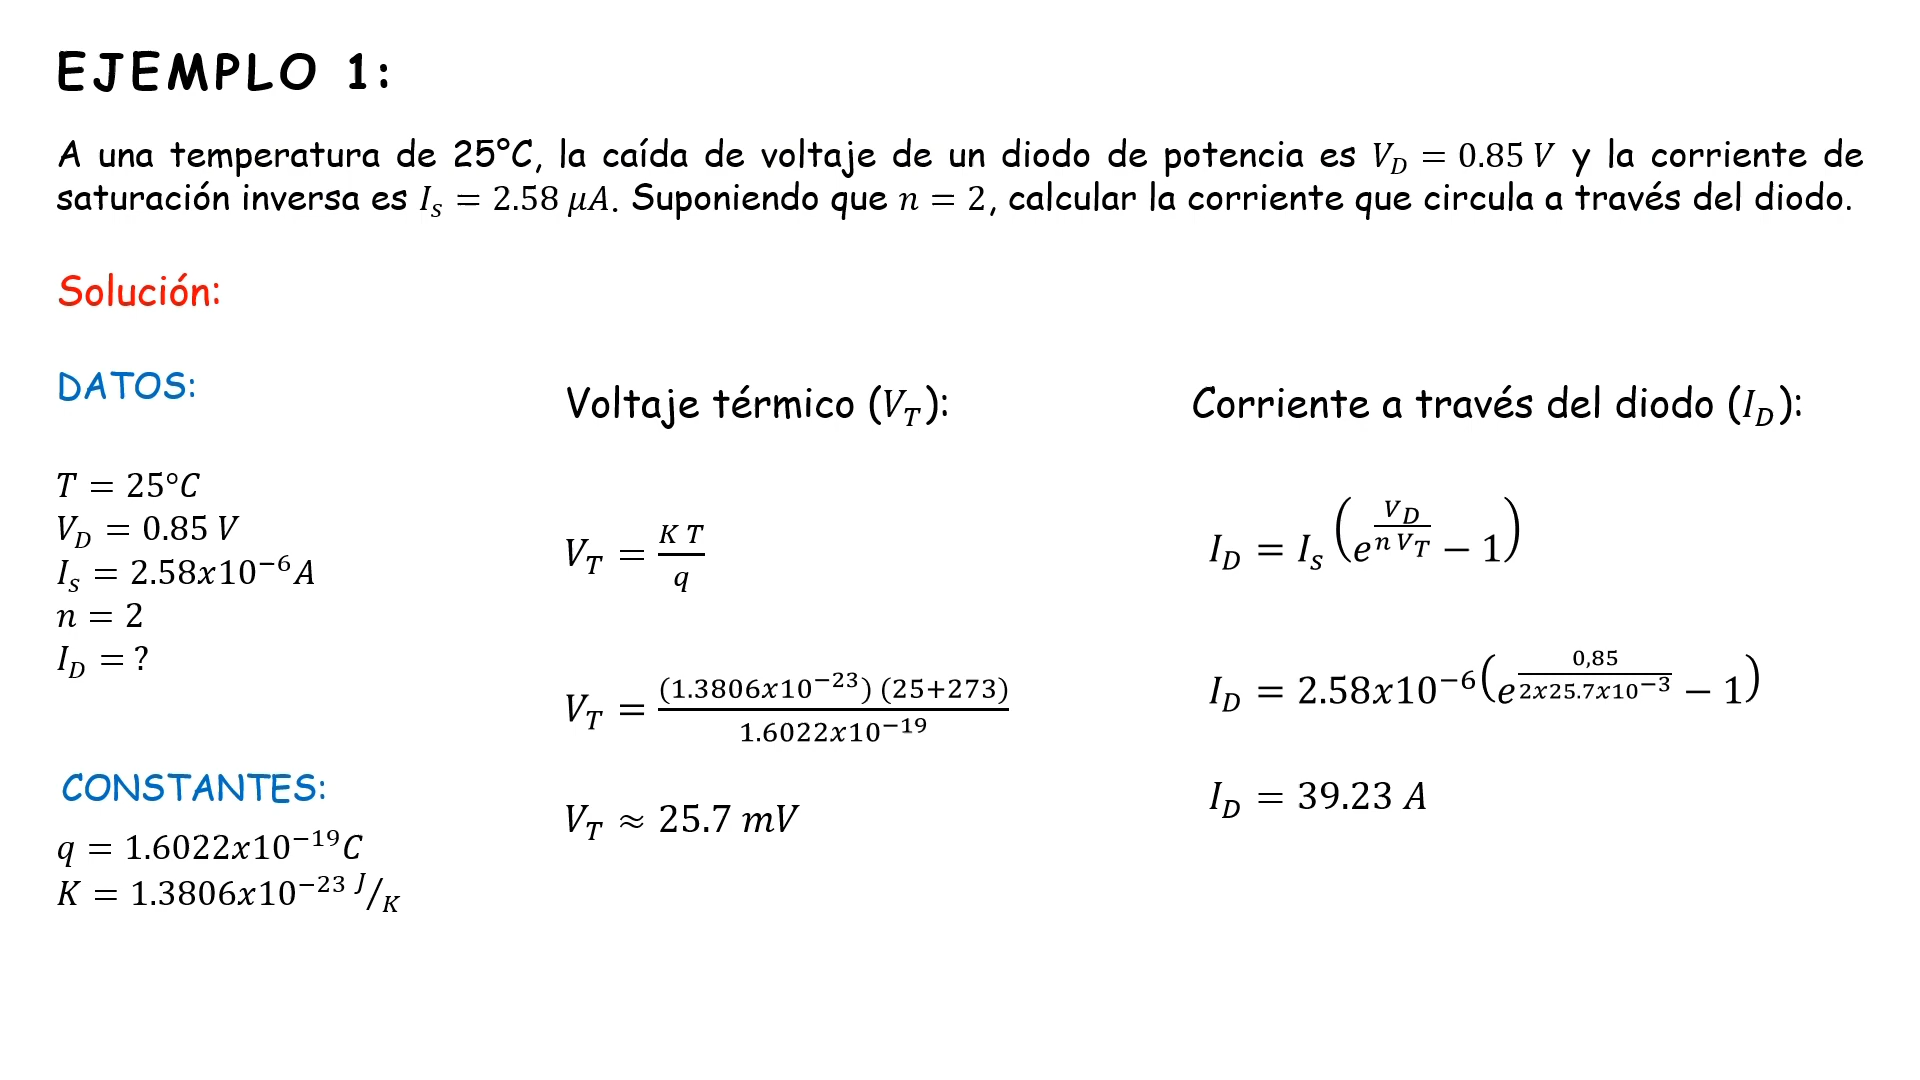 EJEMPLO 1:
A una temperatura de 25°C, la caída de voltaje de un diodo de potencia es V_D = 0.85 V y la corriente de
saturación inversa es I_s = 2.58 μA. Suponiendo que n = 2, calcular la corriente que circula a través del diodo.
Solución:
DATOS:
T = 25°C
V_D = 0.85 V
I_s = 2.58x10^{-6} A
n = 2
I_D = ?
CONSTANTES:
q = 1.6022x10^{-19} C
K = 1.3806x10^{-23} J/K
Voltaje térmico (V_T):
V_T = \frac{K T}{q}
V_T = \frac{(1.3806x10^{-23}) (25+273)}{1.6022x10^{-19}}
V_T ≈ 25.7 mV
Corriente a través del diodo (I_D):
I_D = I_s (e^{\frac{V_D}{n V_T}} − 1)
I_D = 2.58x10^{-6} (e^{\frac{0,85}{2x25.7x10^{-3}}} − 1)
I_D = 39.23 A